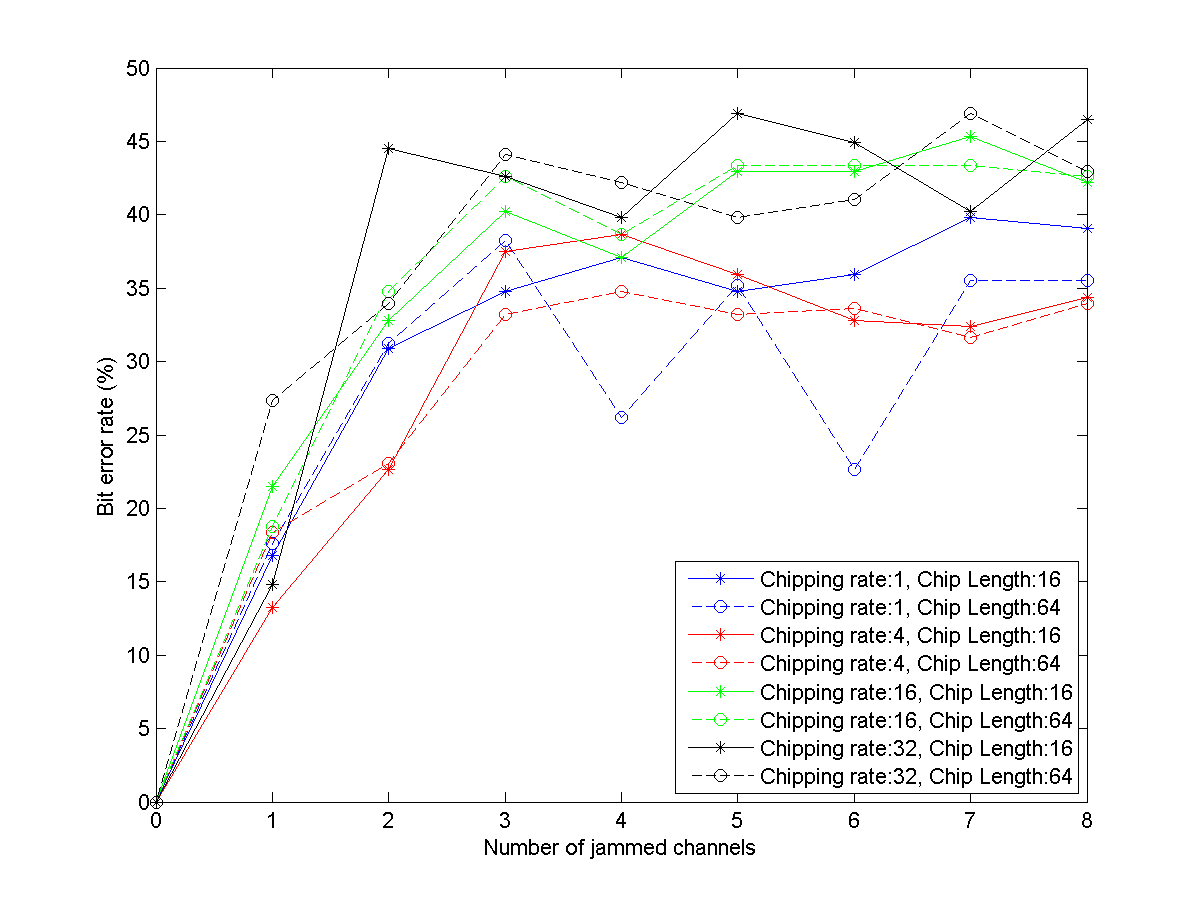 50
45
40
35
30
25
20
15
10
5
0
Bit error rate (%)
0 1 2 3 4 5 6 7 8
Number of jammed channels
Chipping rate:1, Chip Length:16
Chipping rate:1, Chip Length:64
Chipping rate:4, Chip Length:16
Chipping rate:4, Chip Length:64
Chipping rate:16, Chip Length:16
Chipping rate:16, Chip Length:64
Chipping rate:32, Chip Length:16
Chipping rate:32, Chip Length:64